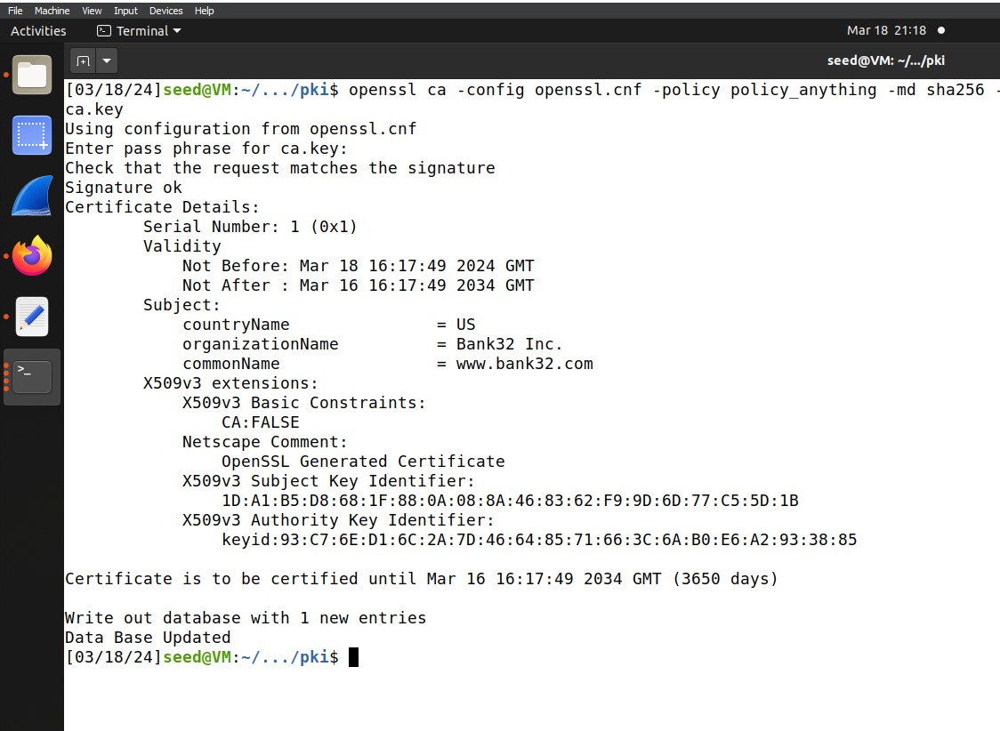 File Machine View Input Devices Help
Activities Terminal Mar 18 21:18
seed@VM: ~/.../pki
[03/18/24]seed@VM:~/.../pki$ openssl ca -config openssl.cnf -policy policy_anything -md sha256 -
ca.key
Using configuration from openssl.cnf
Enter pass phrase for ca.key:
Check that the request matches the signature
Signature ok
Certificate Details:
        Serial Number: 1 (0x1)
        Validity
            Not Before: Mar 18 16:17:49 2024 GMT
            Not After : Mar 16 16:17:49 2034 GMT
        Subject:
            countryName               = US
            organizationName          = Bank32 Inc.
            commonName                = www.bank32.com
        X509v3 extensions:
            X509v3 Basic Constraints:
                CA:FALSE
            Netscape Comment:
                OpenSSL Generated Certificate
            X509v3 Subject Key Identifier:
                1D:A1:B5:D8:68:1F:88:0A:08:8A:46:83:62:F9:9D:6D:77:C5:5D:1B
            X509v3 Authority Key Identifier:
                keyid:93:C7:6E:D1:6C:2A:7D:46:64:85:71:66:3C:6A:B0:E6:A2:93:38:85
Certificate is to be certified until Mar 16 16:17:49 2034 GMT (3650 days)
Write out database with 1 new entries
Data Base Updated
[03/18/24]seed@VM:~/.../pki$